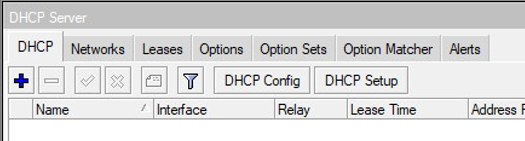 DHCP Server
DHCP Networks Leases Options Option Sets Option Matcher Alerts
DHCP Config DHCP Setup
Name Interface Relay Lease Time Address